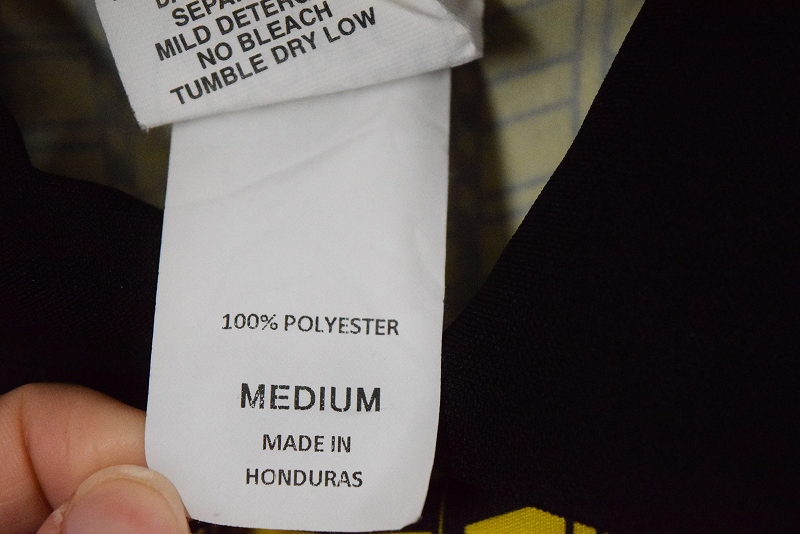 MILD DETERG
NO BLEACH
TUMBLE DRY LOW
100% POLYESTER
MEDIUM
MADE IN
HONDURAS